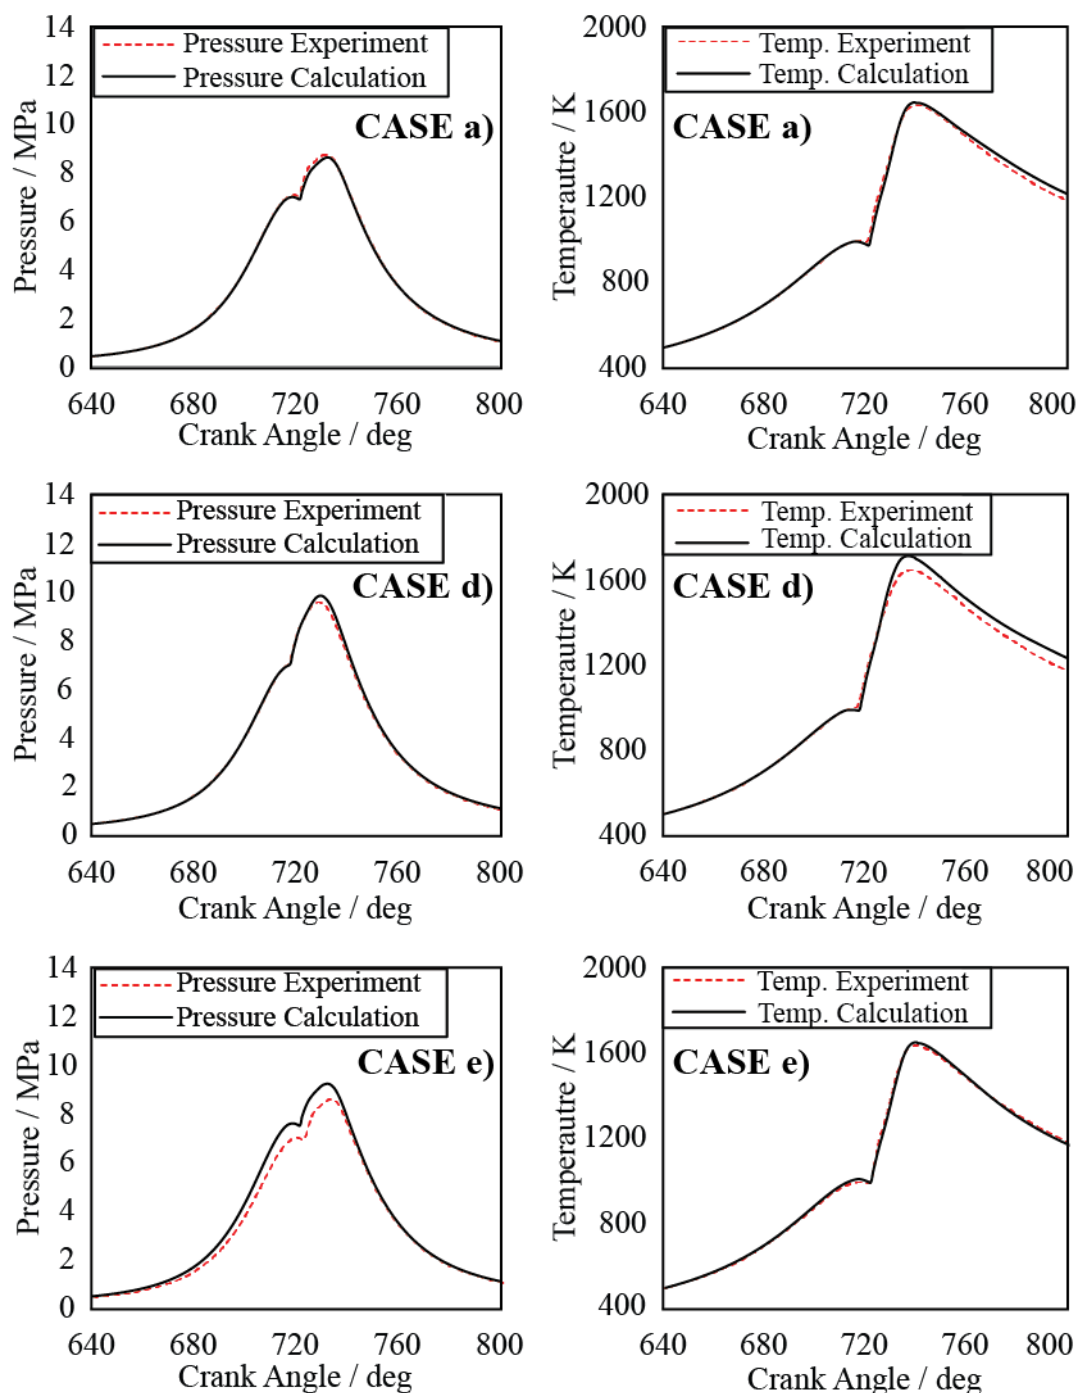 Pressure / MPa
14
12
10
8
6
4
2
0
Pressure Experiment
Pressure Calculation
CASE a)
640 680 720 760 800
Crank Angle / deg
Temperautre / K
2000
1600
1200
800
400
Temp. Experiment
Temp. Calculation
CASE a)
640 680 720 760 800
Crank Angle / deg
Pressure / MPa
14
12
10
8
6
4
2
0
Pressure Experiment
Pressure Calculation
CASE d)
640 680 720 760 800
Crank Angle / deg
Temperautre / K
2000
1600
1200
800
400
Temp. Experiment
Temp. Calculation
CASE d)
640 680 720 760 800
Crank Angle / deg
Pressure / MPa
14
12
10
8
6
4
2
0
Pressure Experiment
Pressure Calculation
CASE e)
640 680 720 760 800
Crank Angle / deg
Temperautre / K
2000
1600
1200
800
400
Temp. Experiment
Temp. Calculation
CASE e)
640 680 720 760 800
Crank Angle / deg